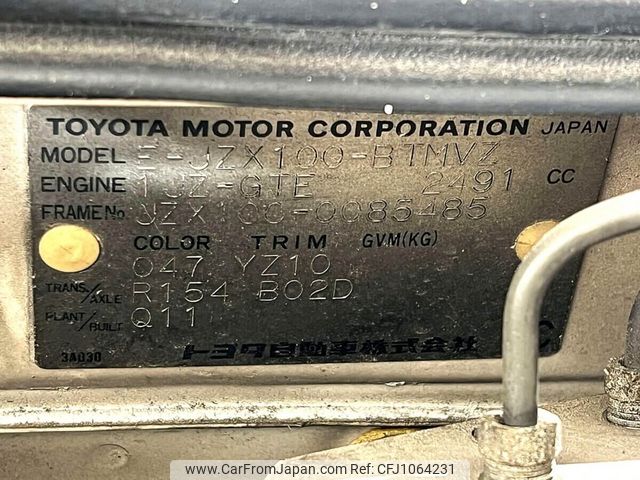 TOYOTA MOTOR CORPORATION JAPAN
MODEL E-JZX100-BTMVZ
ENGINE 1JZ-GTE 2491 CC
FRAME No JZX100-0085485
COLOR TRIM GVM(KG)
047 YZ10
TRANS/AXLE R154 B02D
PLANT/BUILT Q11
3A030
トヨタ自動車株式会社 C
www.CarFromJapan.com | Ref:CFJ1064231